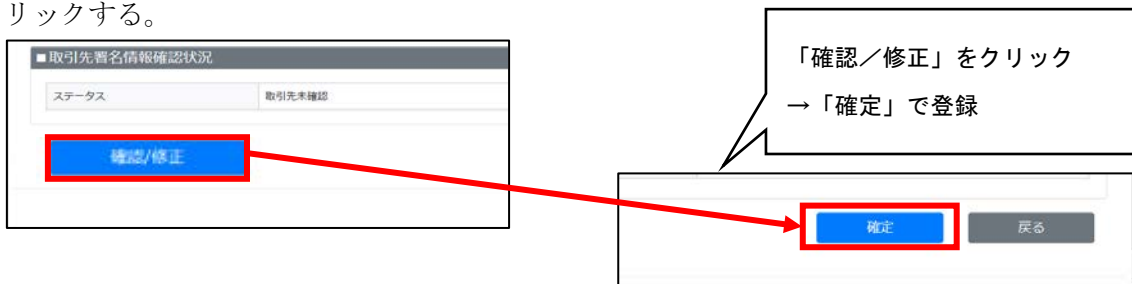 リックする。
■取引先署名情報確認状況
ステータス 取引先未確認
確認/修正
「確認／修正」をクリック
→「確定」で登録
確定 戻る